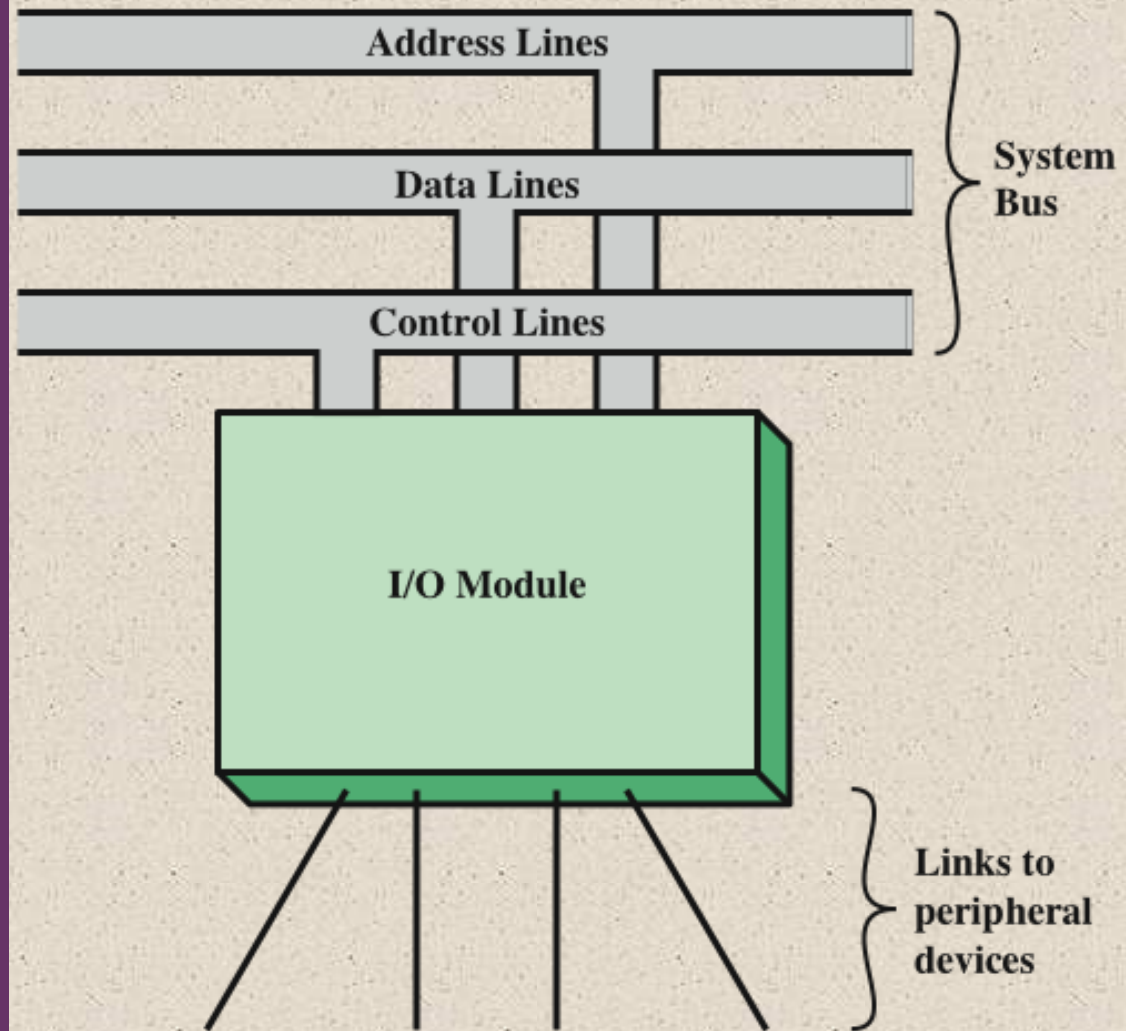 Address Lines
Data Lines
System
Bus
Control Lines
I/O Module
Links to
peripheral
devices